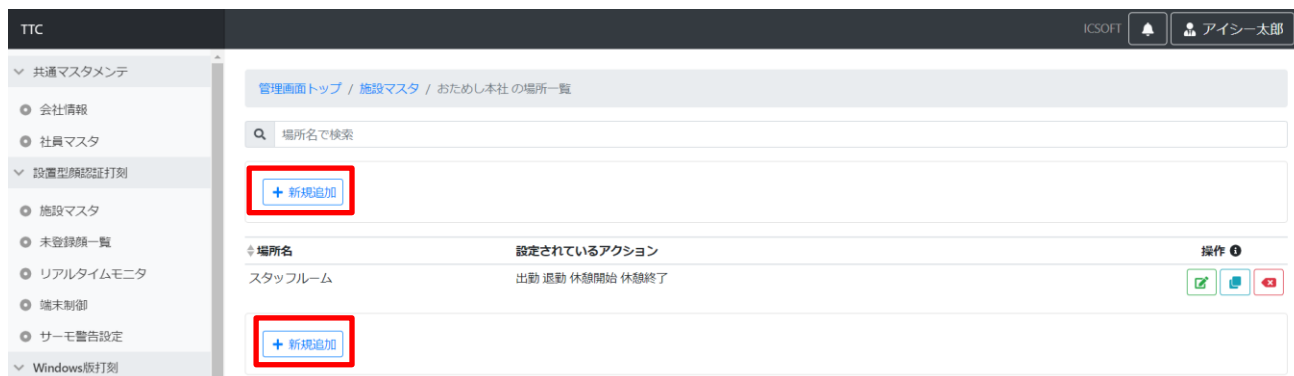 TTC
ICSOFT
アイシー太郎
共通マスタメンテ
会社情報
社員マスタ
設置型顔認証打刻
施設マスタ
未登録顔一覧
リアルタイムモニタ
端末制御
サーモ警告設定
Windows版打刻
管理画面トップ / 施設マスタ / おためし本社 の場所一覧
場所名で検索
+ 新規追加
場所名 設定されているアクション 操作
スタッフルーム 出勤 退勤 休憩開始 休憩終了
+ 新規追加